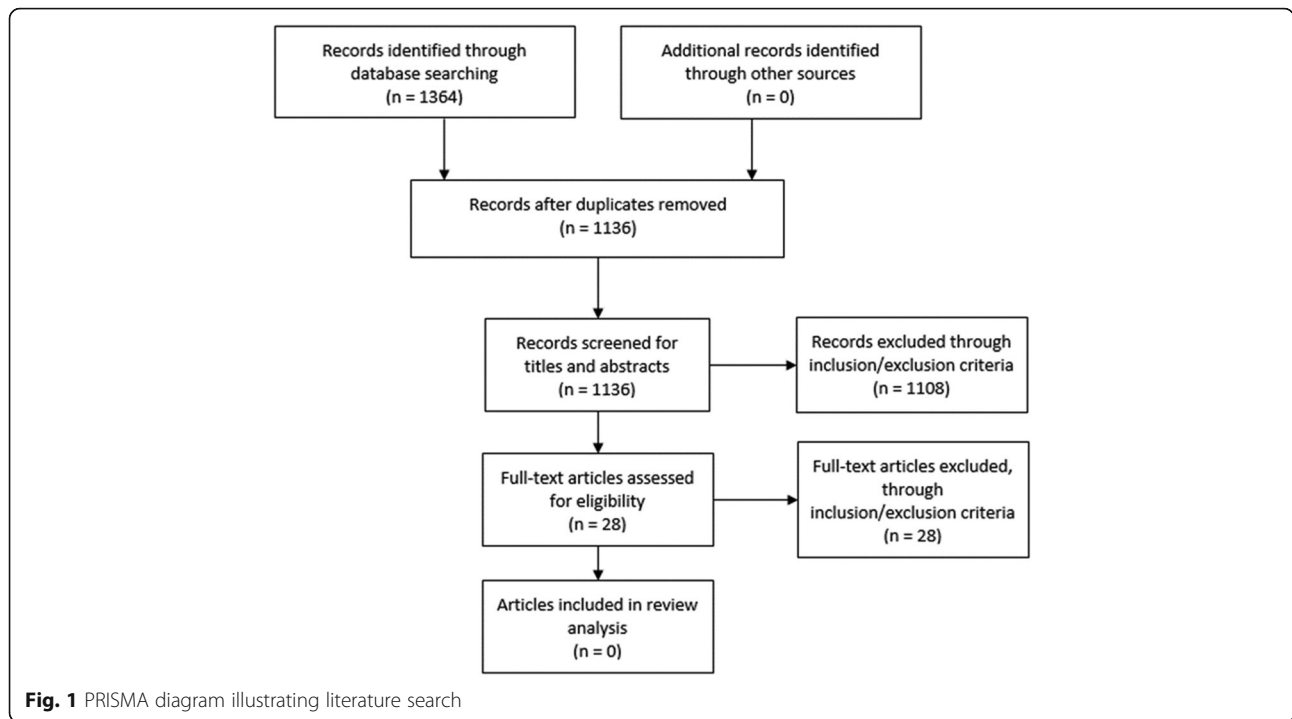 Records identified through
database searching
(n = 1364)
Additional records identified
through other sources
(n = 0)
Records after duplicates removed
(n = 1136)
Records screened for
titles and abstracts
(n = 1136)
Records excluded through
inclusion/exclusion criteria
(n = 1108)
Full-text articles assessed
for eligibility
(n = 28)
Full-text articles excluded,
through
inclusion/exclusion criteria
(n = 28)
Articles included in review
analysis
(n = 0)
Fig. 1 PRISMA diagram illustrating literature search